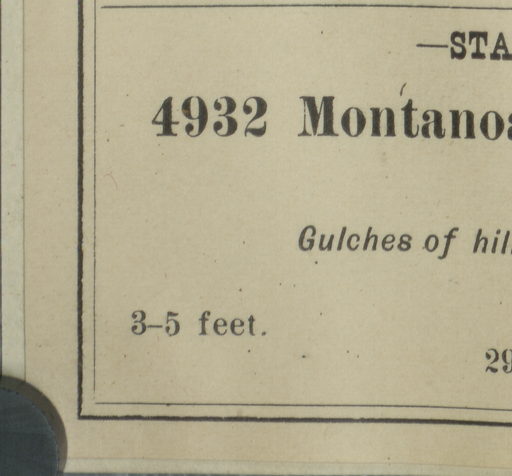 —STA
4932 Montanoa
Gulches of hil
3–5 feet.
29